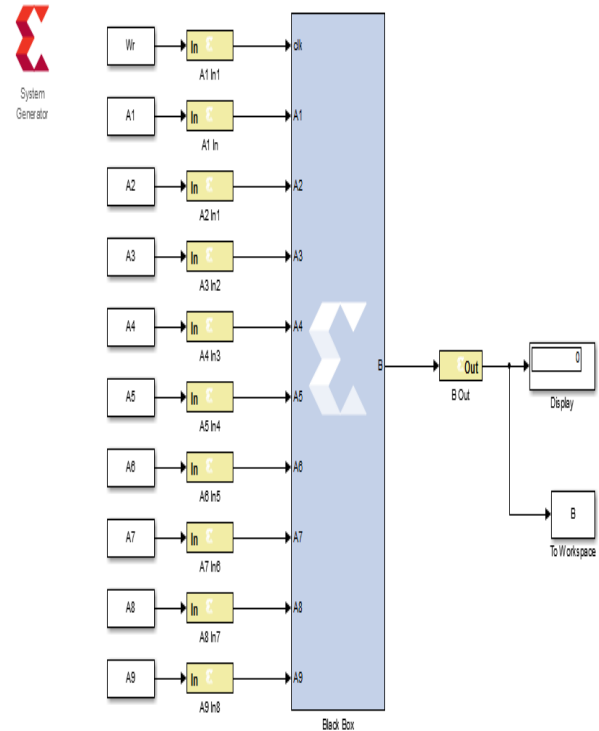 System
Generator
Wr
In
A1 In1
clk
A1
In
A1 In
A1
A2
In
A2 In1
A2
A3
In
A3 In2
A3
A4
In
A4 In3
A4
A5
In
A5 In4
A5
A6
In
A6 In5
A6
A7
In
A7 In6
A7
A8
In
A8 In7
A8
A9
In
A9 In8
A9
B
Black Box
Out
B Out
0
Display
B
To Workspace